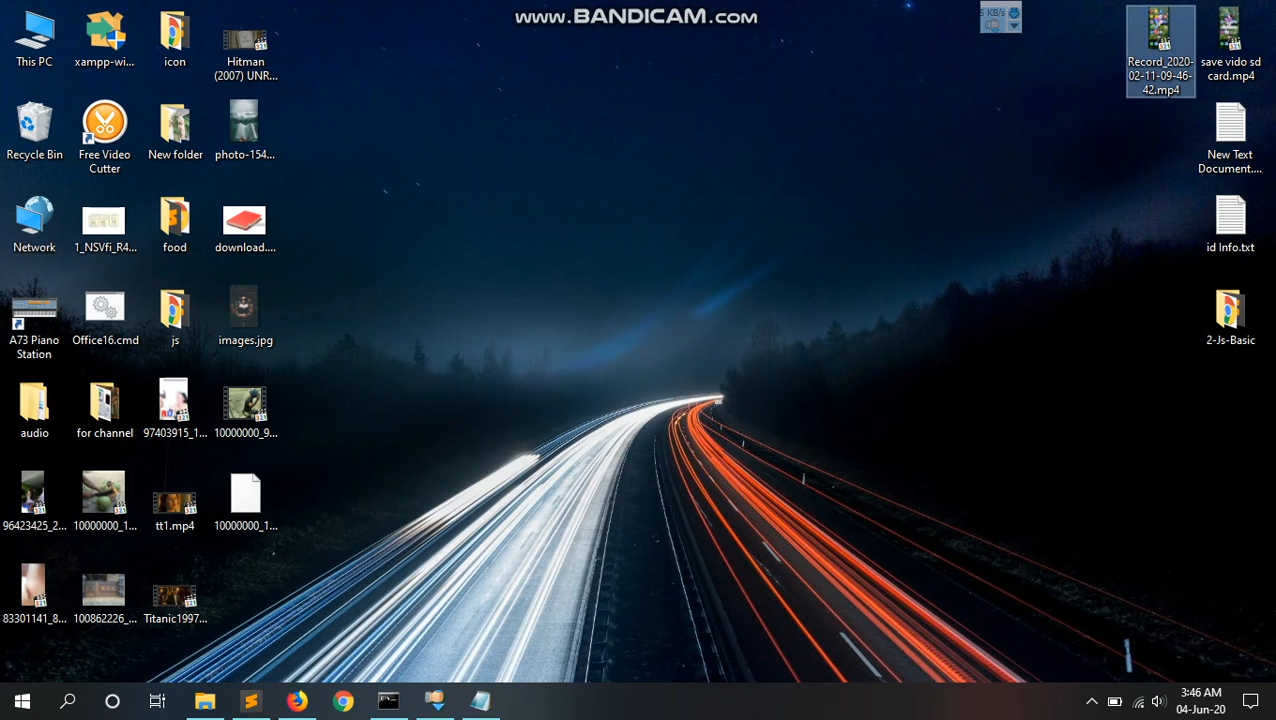 www.BANDICAM.com
5 KB/s
This PC
xampp-wi...
icon
Hitman
(2007) UNR...
Recycle Bin
Free Video
Cutter
New folder
photo-154...
Network
1_NSVfi_R4...
food
download....
A73 Piano
Station
Office16.cmd
js
images.jpg
audio
for channel
97403915_1...
10000000_9...
96423425_2...
10000000_1...
tt1.mp4
10000000_1...
83301141_8...
100862226_...
Titanic1997...
Record_2020-
02-11-09-46-
42.mp4
save vido sd
card.mp4
New Text
Document....
id Info.txt
2-Js-Basic
3:46 AM
04-Jun-20